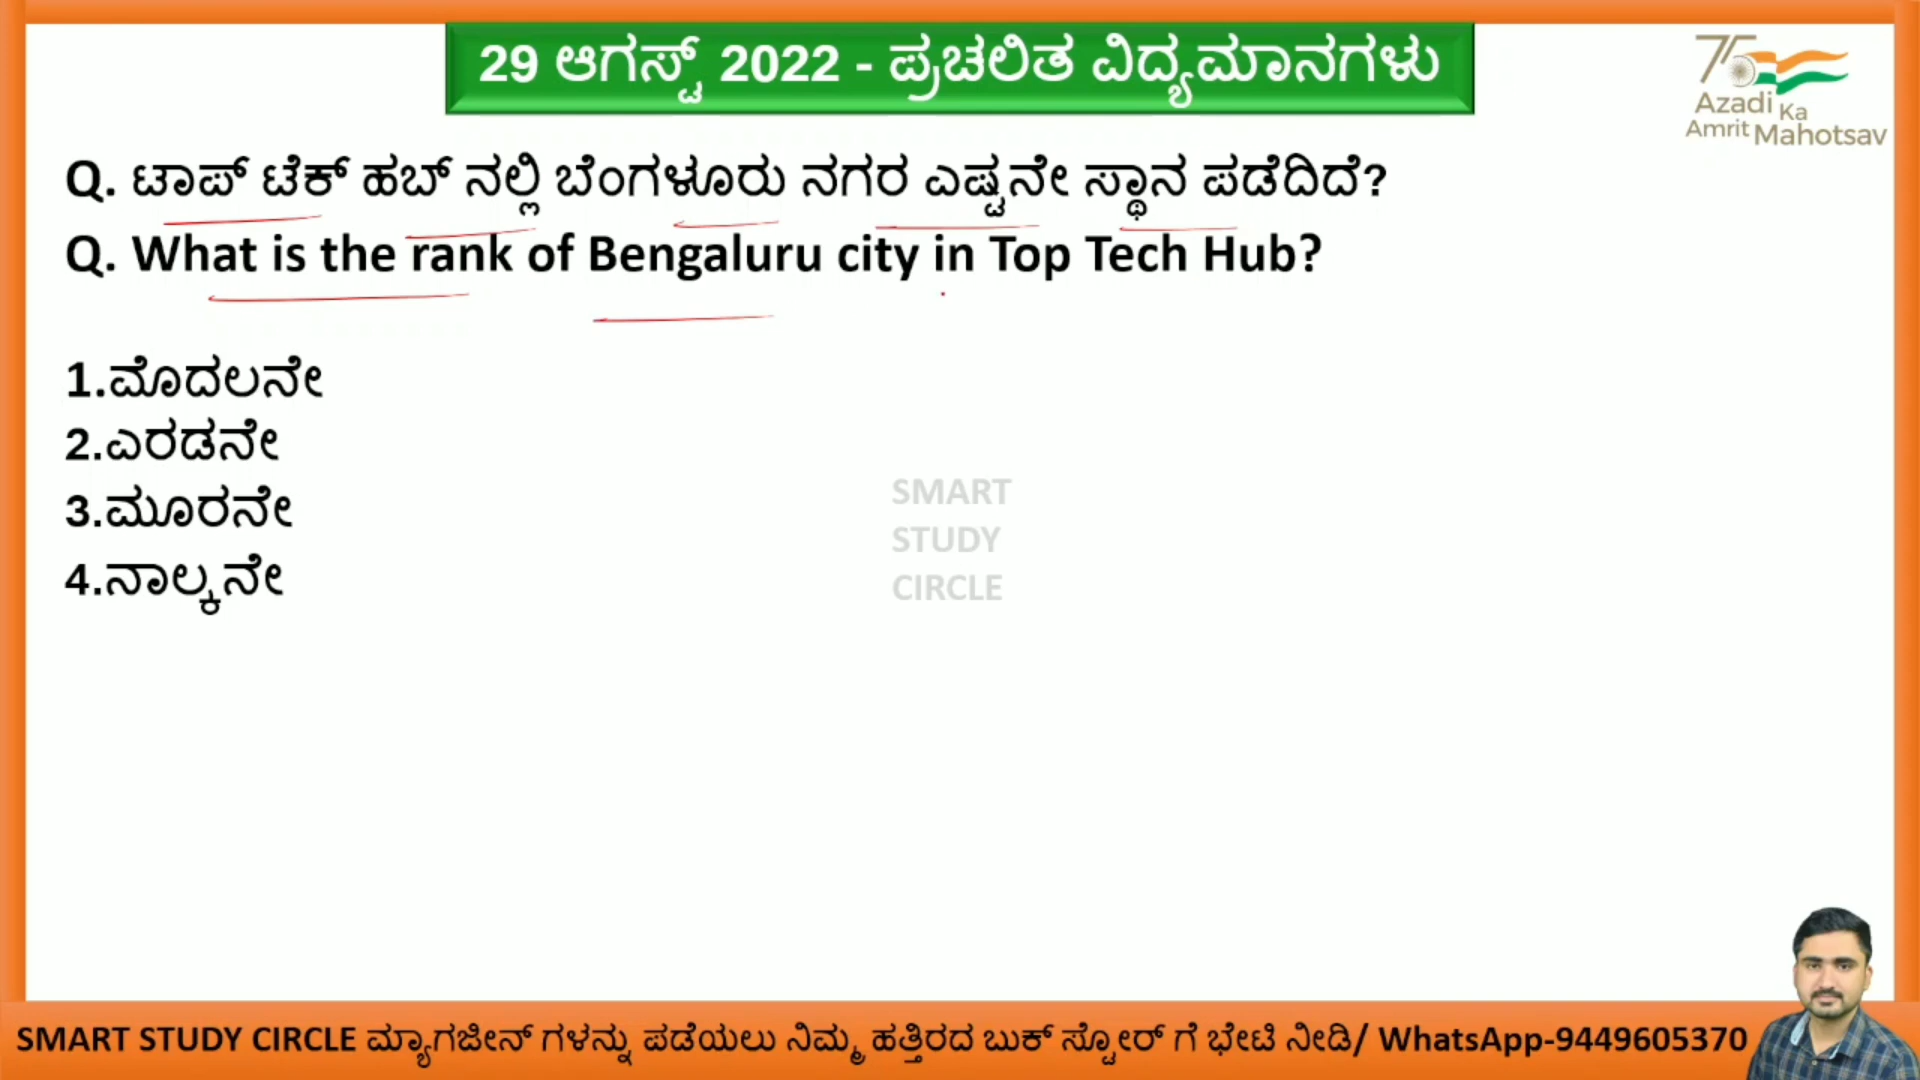 29 ಆಗಸ್ಟ್ 2022 - ಪ್ರಚಲಿತ ವಿದ್ಯಮಾನಗಳು
75
Azadi Ka
Amrit Mahotsav
Q. ಟಾಪ್ ಟೆಕ್ ಹಬ್ ನಲ್ಲಿ ಬೆಂಗಳೂರು ನಗರ ಎಷ್ಟನೇ ಸ್ಥಾನ ಪಡೆದಿದೆ?
Q. What is the rank of Bengaluru city in Top Tech Hub?
1.ಮೊದಲನೇ
2.ಎರಡನೇ
3.ಮೂರನೇ
4.ನಾಲ್ಕನೇ
SMART
STUDY
CIRCLE
SMART STUDY CIRCLE ಮ್ಯಾಗಜೀನ್ ಗಳನ್ನು ಪಡೆಯಲು ನಿಮ್ಮ ಹತ್ತಿರದ ಬುಕ್ ಸ್ಟೋರ್ ಗೆ ಭೇಟಿ ನೀಡಿ/ WhatsApp-9449605370